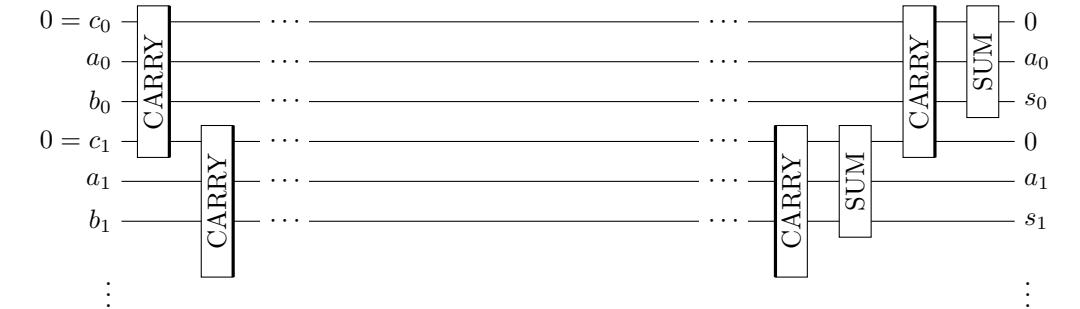 0 = c₀ CARRY ··· ··· CARRY SUM 0
a₀ ··· ··· a₀
b₀ ··· ··· s₀
0 = c₁ CARRY ··· ··· CARRY SUM 0
a₁ ··· ··· a₁
b₁ ··· ··· s₁
⋮ ⋮